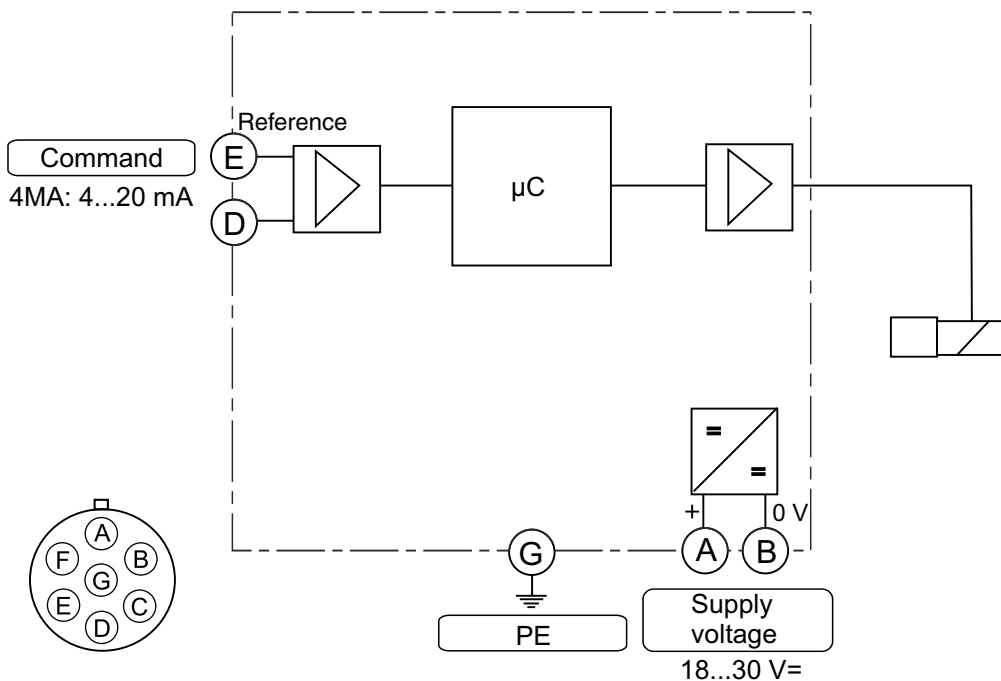 Reference
Command
4MA: 4...20 mA
E
D
µC
=
=
+
0 V
G
A
B
PE
Supply
voltage
18...30 V=
A
F
B
G
E
C
D